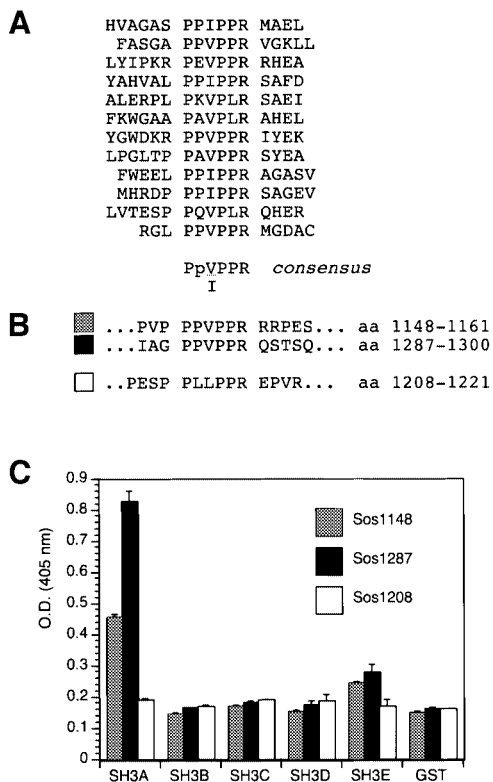 A
HVAGAS PPIPPR MAEL
FASGA PPVPPR VGKLL
LYIPKR PEVPPR RHEA
YAHVAL PPIPPR SAFD
ALERPL PKVPLR SAEI
FKWGAA PAVPLR AHEL
YGWDKR PPVPPR IYEK
LPGLTP PAVPPR SYEA
FWEEL PPIPPR AGASV
MHRDP PPIPPR SAGEV
LVTESP PQVPLR QHER
RGL PPVPPR MGDAC
PpVPPR consensus
I
B
...PVP PPVPPR RRPES... aa 1148-1161
...IAG PPVPPR QSTSQ... aa 1287-1300
..PESP PLLPPR EPVR... aa 1208-1221
C
O.D. (405 nm)
0.9
0.8
0.7
0.6
0.5
0.4
0.3
0.2
0.1
0
Sos1148
Sos1287
Sos1208
SH3A SH3B SH3C SH3D SH3E GST